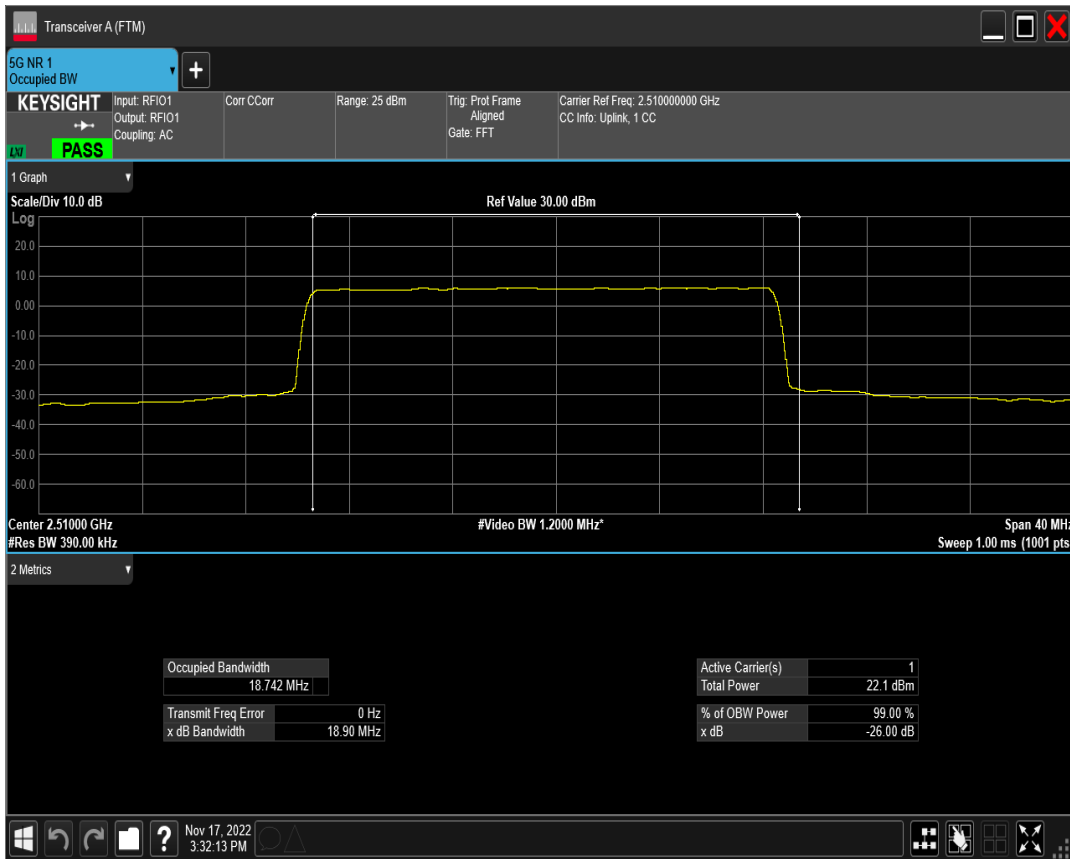 Transceiver A (FTM)
5G NR 1
Occupied BW
+
KEYSIGHT
LXI
PASS
Input: RFIO1
Output: RFIO1
Coupling: AC
Corr CCorr
Range: 25 dBm
Trig: Prot Frame
Aligned
Gate: FFT
Carrier Ref Freq: 2.510000000 GHz
CC Info: Uplink, 1 CC
1 Graph
Scale/Div 10.0 dB
Ref Value 30.00 dBm
Log
20.0
10.0
0.00
-10.0
-20.0
-30.0
-40.0
-50.0
-60.0
Center 2.51000 GHz
#Video BW 1.2000 MHz*
Span 40 MHz
#Res BW 390.00 kHz
Sweep 1.00 ms (1001 pts
2 Metrics
Occupied Bandwidth
18.742 MHz
Transmit Freq Error 0 Hz
x dB Bandwidth 18.90 MHz
Active Carrier(s) 1
Total Power 22.1 dBm
% of OBW Power 99.00 %
x dB -26.00 dB
?
Nov 17, 2022
3:32:13 PM